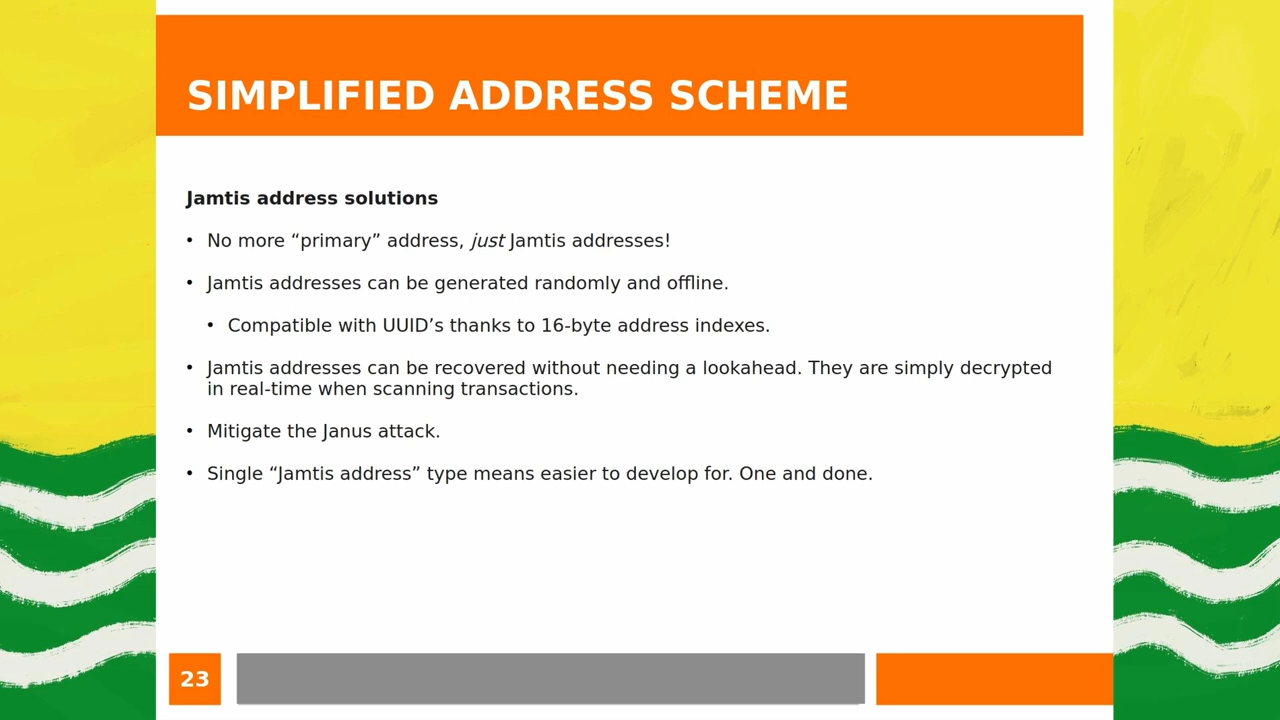 SIMPLIFIED ADDRESS SCHEME
Jamtis address solutions
• No more “primary” address, just Jamtis addresses!
• Jamtis addresses can be generated randomly and offline.
• Compatible with UUID’s thanks to 16-byte address indexes.
• Jamtis addresses can be recovered without needing a lookahead. They are simply decrypted
in real-time when scanning transactions.
• Mitigate the Janus attack.
• Single “Jamtis address” type means easier to develop for. One and done.
23